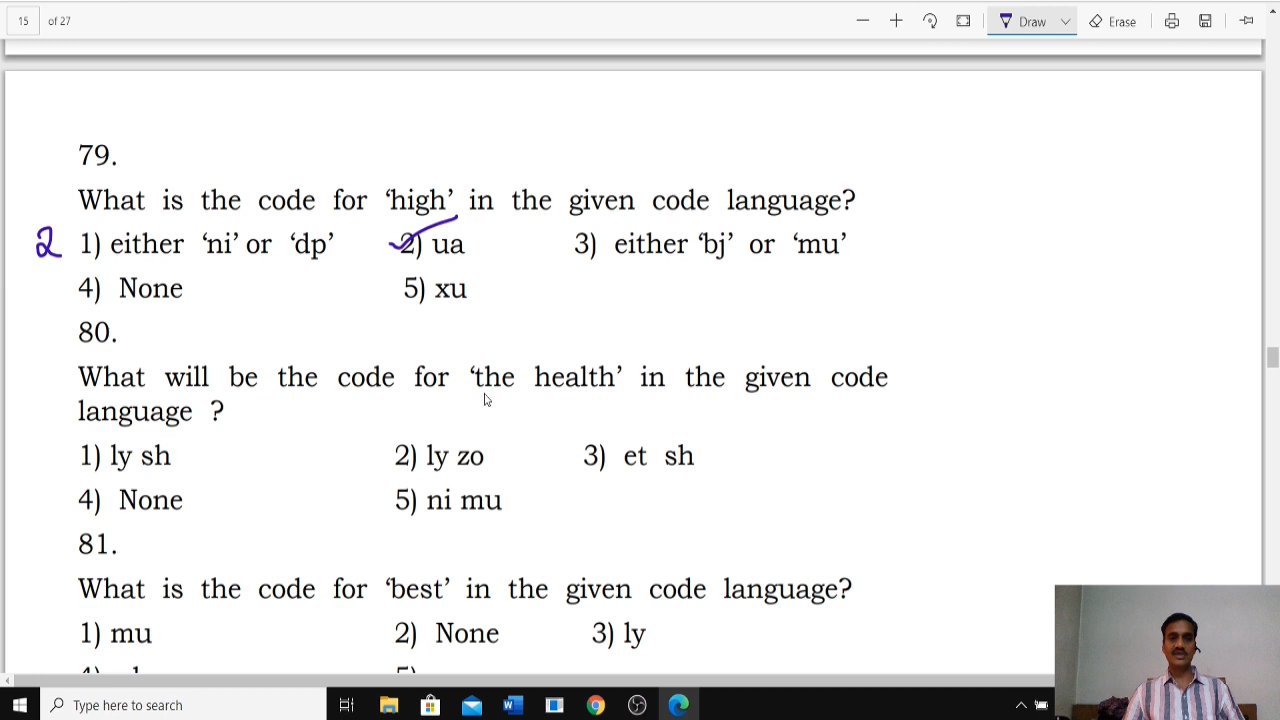 15 of 27
Draw
Erase
79.
What is the code for ‘high’ in the given code language?
2 1) either ‘ni’ or ‘dp’ 2) ua 3) either ‘bj’ or ‘mu’
4) None 5) xu
80.
What will be the code for ‘the health’ in the given code
language ?
1) ly sh 2) ly zo 3) et sh
4) None 5) ni mu
81.
What is the code for ‘best’ in the given code language?
1) mu 2) None 3) ly
Type here to search